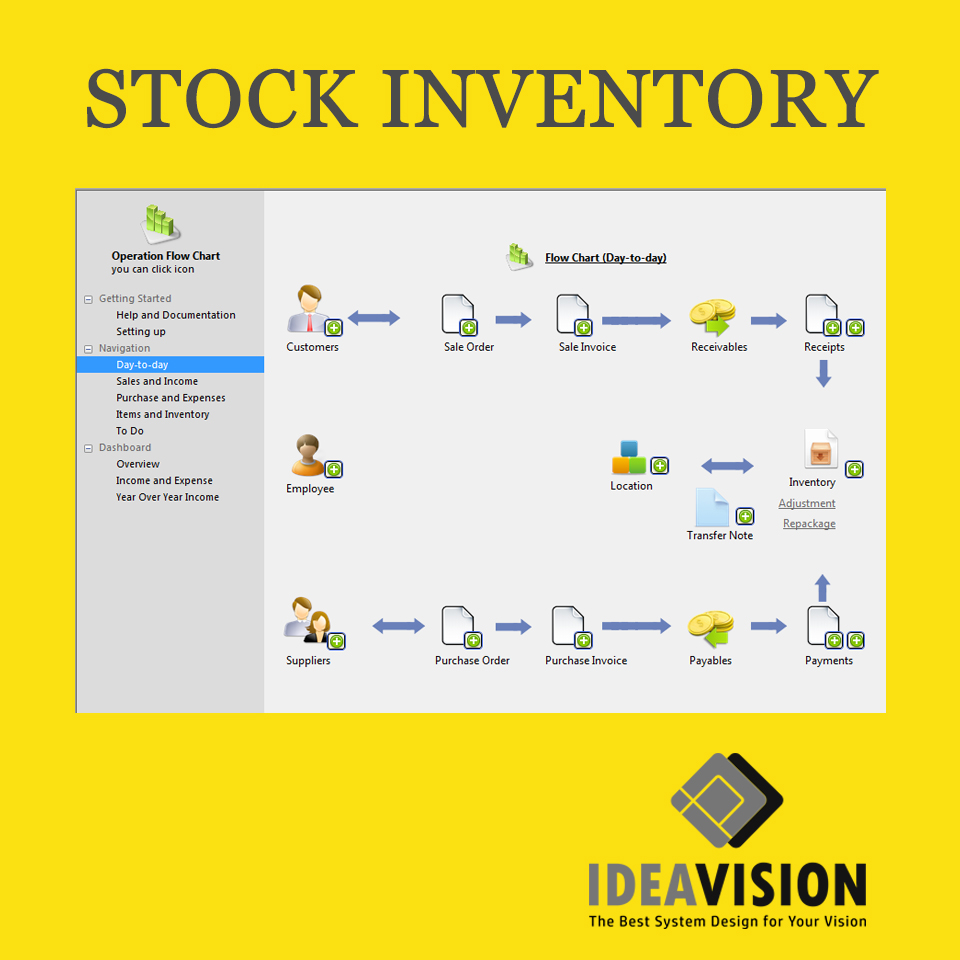 STOCK INVENTORY
Operation Flow Chart
you can click icon
Getting Started
Help and Documentation
Setting up
Navigation
Day-to-day
Sales and Income
Purchase and Expenses
Items and Inventory
To Do
Dashboard
Overview
Income and Expense
Year Over Year Income
Flow Chart (Day-to-day)
Customers
Sale Order
Sale Invoice
Receivables
Receipts
Employee
Location
Inventory
Adjustment
Repackage
Transfer Note
Suppliers
Purchase Order
Purchase Invoice
Payables
Payments
IDEAVISION
The Best System Design for Your Vision